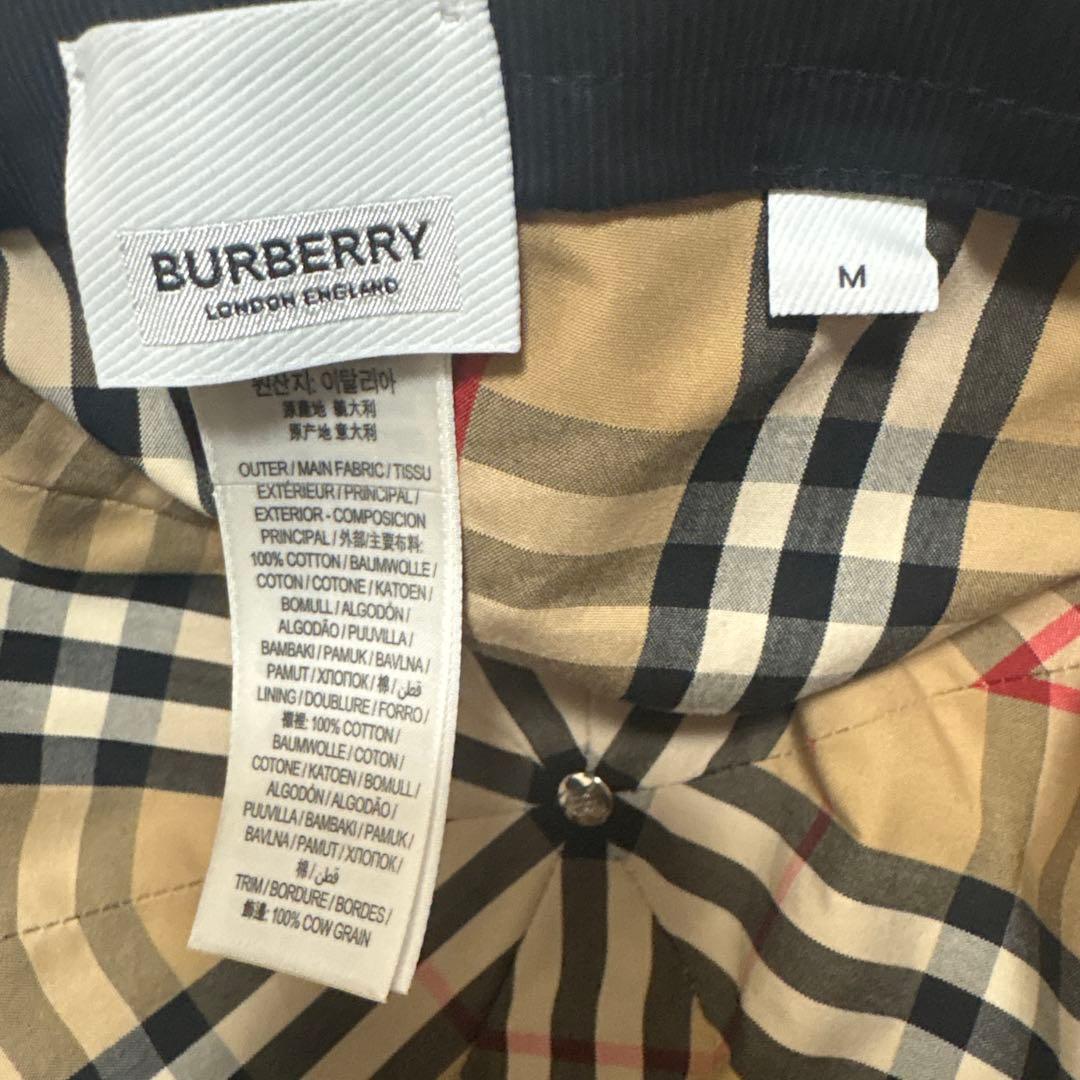 BURBERRY
LONDON ENGLAND
M
원산지: 이탈리아
原產地 義大利
原产地 意大利
OUTER / MAIN FABRIC / TISSU
EXTÉRIEUR / PRINCIPAL /
EXTERIOR - COMPOSICION
PRINCIPAL / 外部/主要布料:
100% COTTON / BAUMWOLLE /
COTON / COTONE / KATOEN /
BOMULL / ALGODÓN /
ALGODÃO / PUUVILLA /
BAMBAKI / PAMUK / BAVLNA /
PAMUT / ХЛОПОК / 棉 / قطن /
LINING / DOUBLURE / FORRO /
襯裡: 100% COTTON /
BAUMWOLLE / COTON /
COTONE / KATOEN / BOMULL /
ALGODÓN / ALGODÃO /
PUUVILLA / BAMBAKI / PAMUK /
BAVLNA / PAMUT / ХЛОПОК /
棉 / قطن
TRIM / BORDURE / BORDES /
飾邊: 100% COW GRAIN